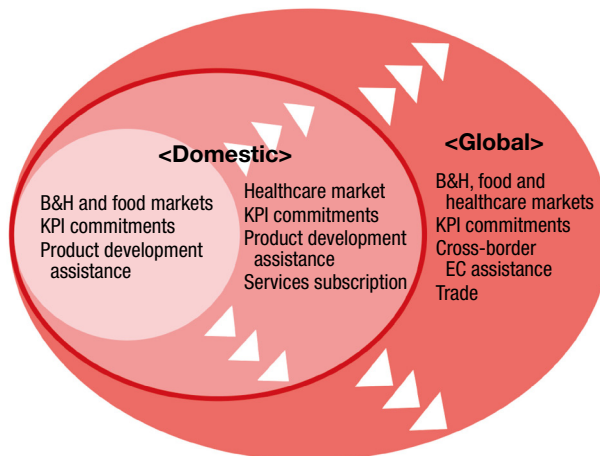 <Domestic>
B&H and food markets
KPI commitments
Product development
assistance
Healthcare market
KPI commitments
Product development
assistance
Services subscription
<Global>
B&H, food and
healthcare markets
KPI commitments
Cross-border
EC assistance
Trade